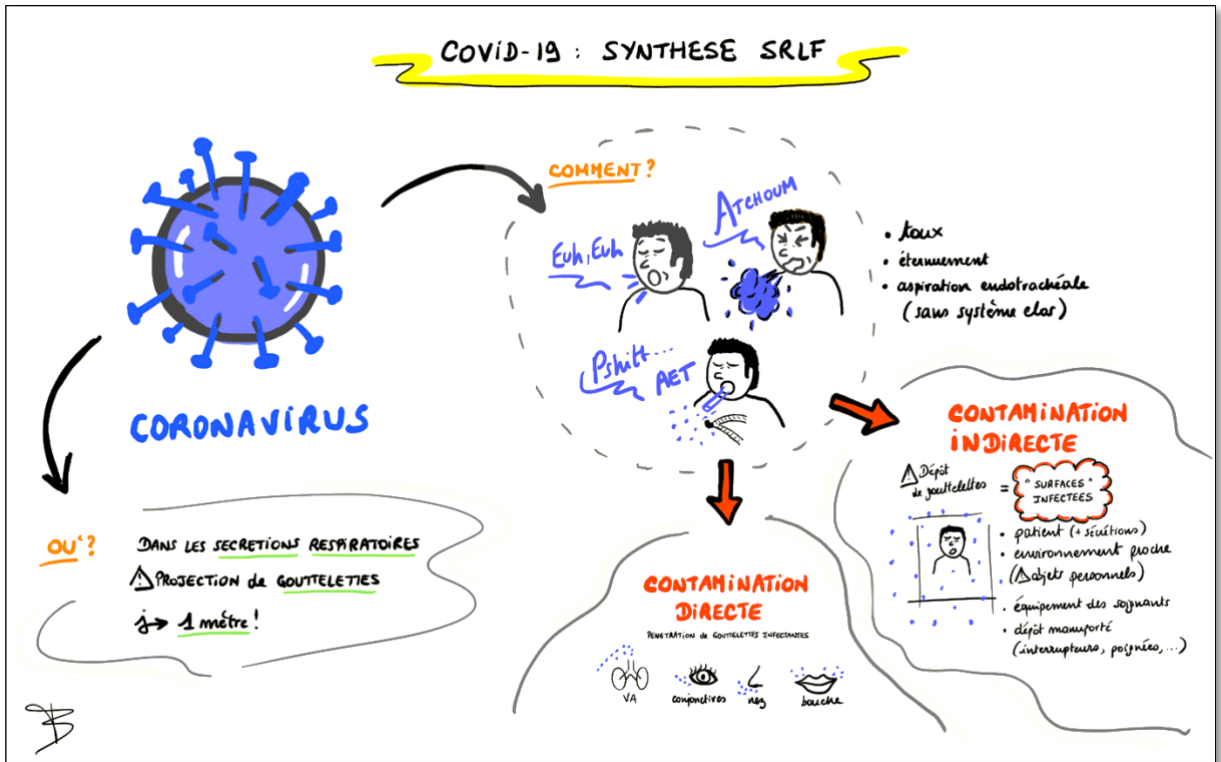 COVID-19 : SYNTHESE SRLF
COMMENT ?
Euh, Euh
ATCHOUM
Pshitt...
AET
• toux
• éternuement
• aspiration endotrachéale
(sans système clos)
CORONAVIRUS
OU ?
DANS LES SECRETIONS RESPIRATOIRES
⚠ PROJECTION de GOUTTELETTES
→ 1 mètre !
CONTAMINATION
DIRECTE
PENETRATION de GOUTTELETTES INFECTANTES
VA
conjonctives
nez
bouche
CONTAMINATION
INDIRECTE
⚠ Dépôt
de gouttelettes
=
" SURFACES "
INFECTEES
• patient (+ sécrétions)
• environnement proche
(⚠ objets personnels)
• équipement des soignants
• dépôt manuporté
(interrupteurs, poignées, ...)